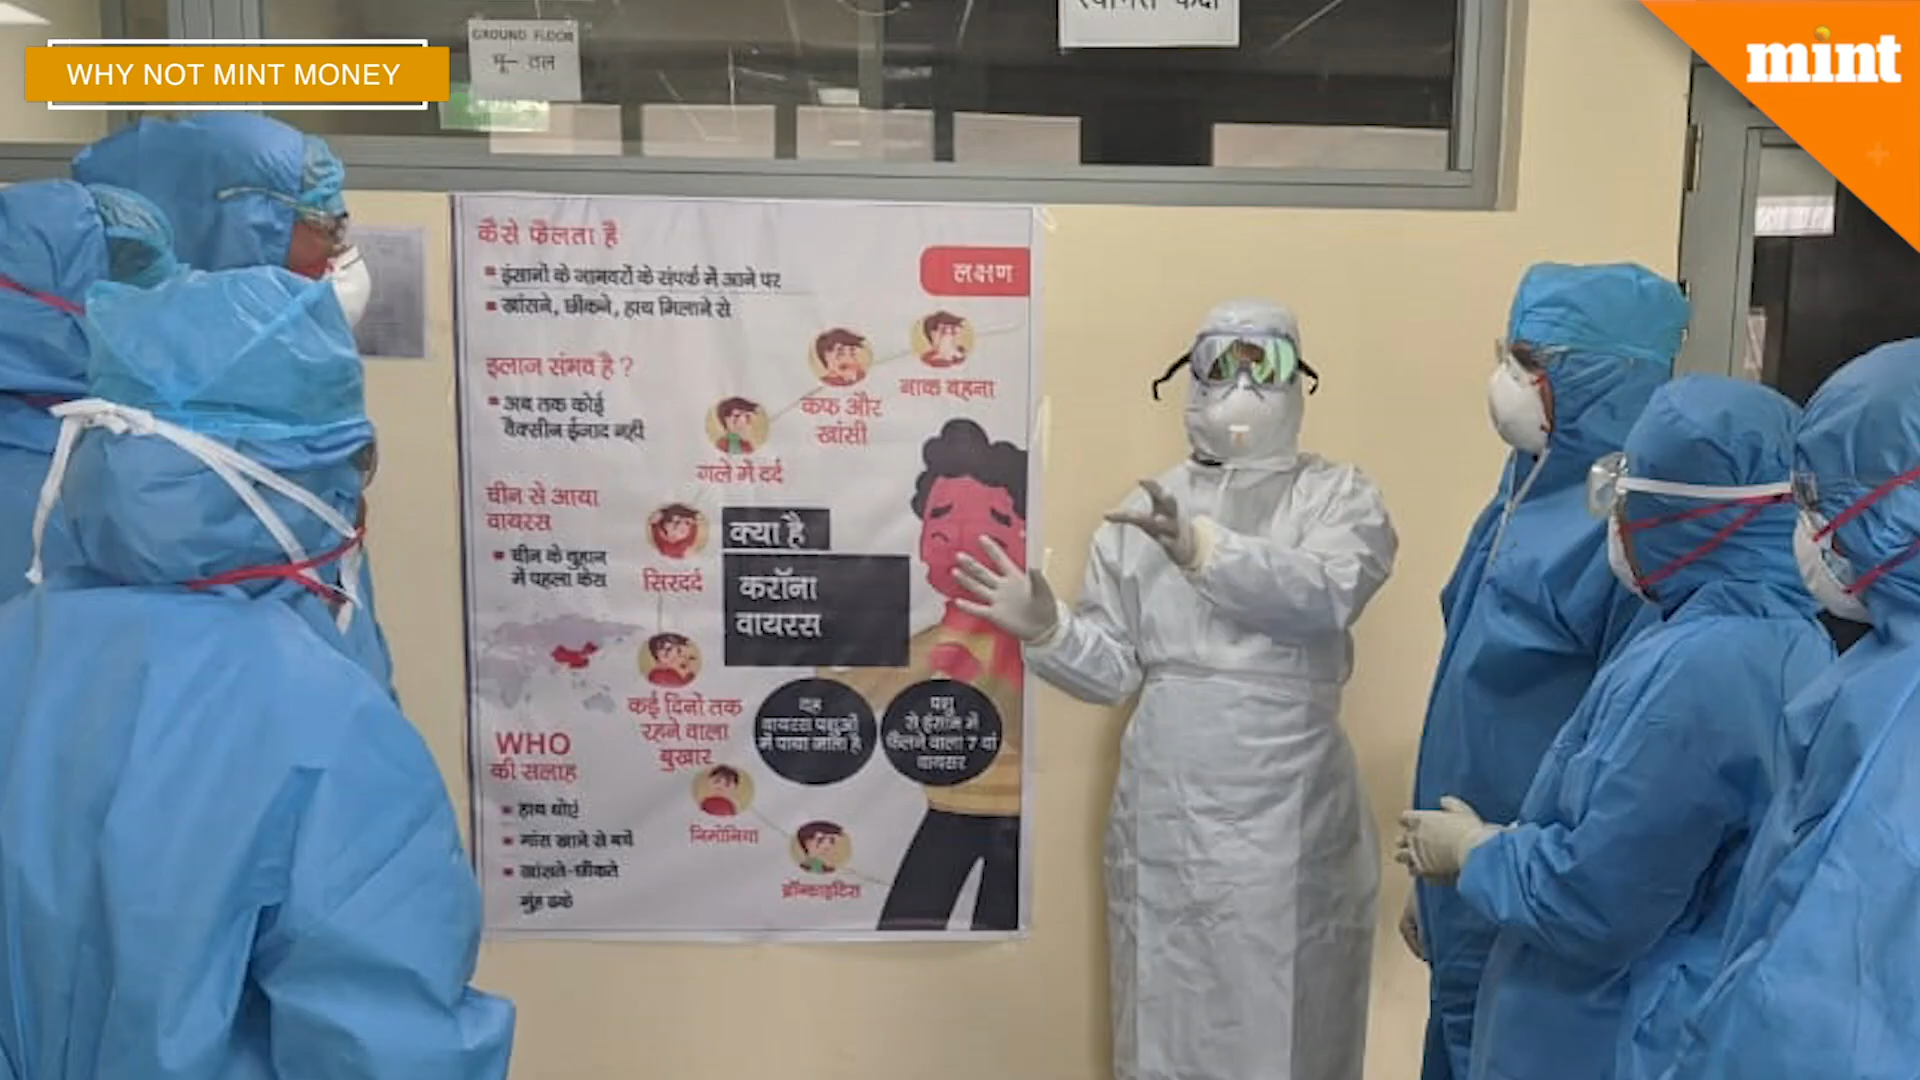 WHY NOT MINT MONEY
mint
GROUND FLOOR
भू- तल
कैसे फैलता है
इंसानों के जानवरों के संपर्क में आने पर
खांसने, छींकने, हाथ मिलाने से
लक्षण
नाक बहना
कफ और
खांसी
गले में दर्द
इलाज संभव है ?
अब तक कोई
वैक्सीन ईजाद नहीं
चीन से आया
वायरस
चीन के वुहान
में पहला केस
सिरदर्द
क्या है
करॉना
वायरस
कई दिनों तक
रहने वाला
बुखार
यह
वायरस पशुओं
में पाया जाता है
पशु
से इंसान में
फैलने वाला 7 वां
वायसर
WHO
की सलाह
हाथ धोएं
मांस खाने से बचें
खांसते-छींकते
मुंह ढकें
निमोनिया
ब्रॉन्काइटिस